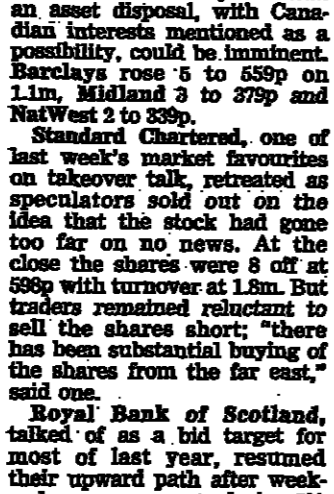 an asset disposal, with Cana-
dian interests mentioned as a
possibility, could be imminent.
Barclays rose 5 to 559p on
1.1m, Midland 3 to 379p and
NatWest 2 to 339p.
Standard Chartered, one of
last week's market favourites
on takeover talk, retreated as
speculators sold out on the
idea that the stock had gone
too far on no news. At the
close the shares were 8 off at
598p with turnover at 1.8m. But
traders remained reluctant to
sell the shares short; "there
has been substantial buying of
the shares from the far east,"
said one.
Royal Bank of Scotland,
talked of as a bid target for
most of last year, resumed
their upward path after week-